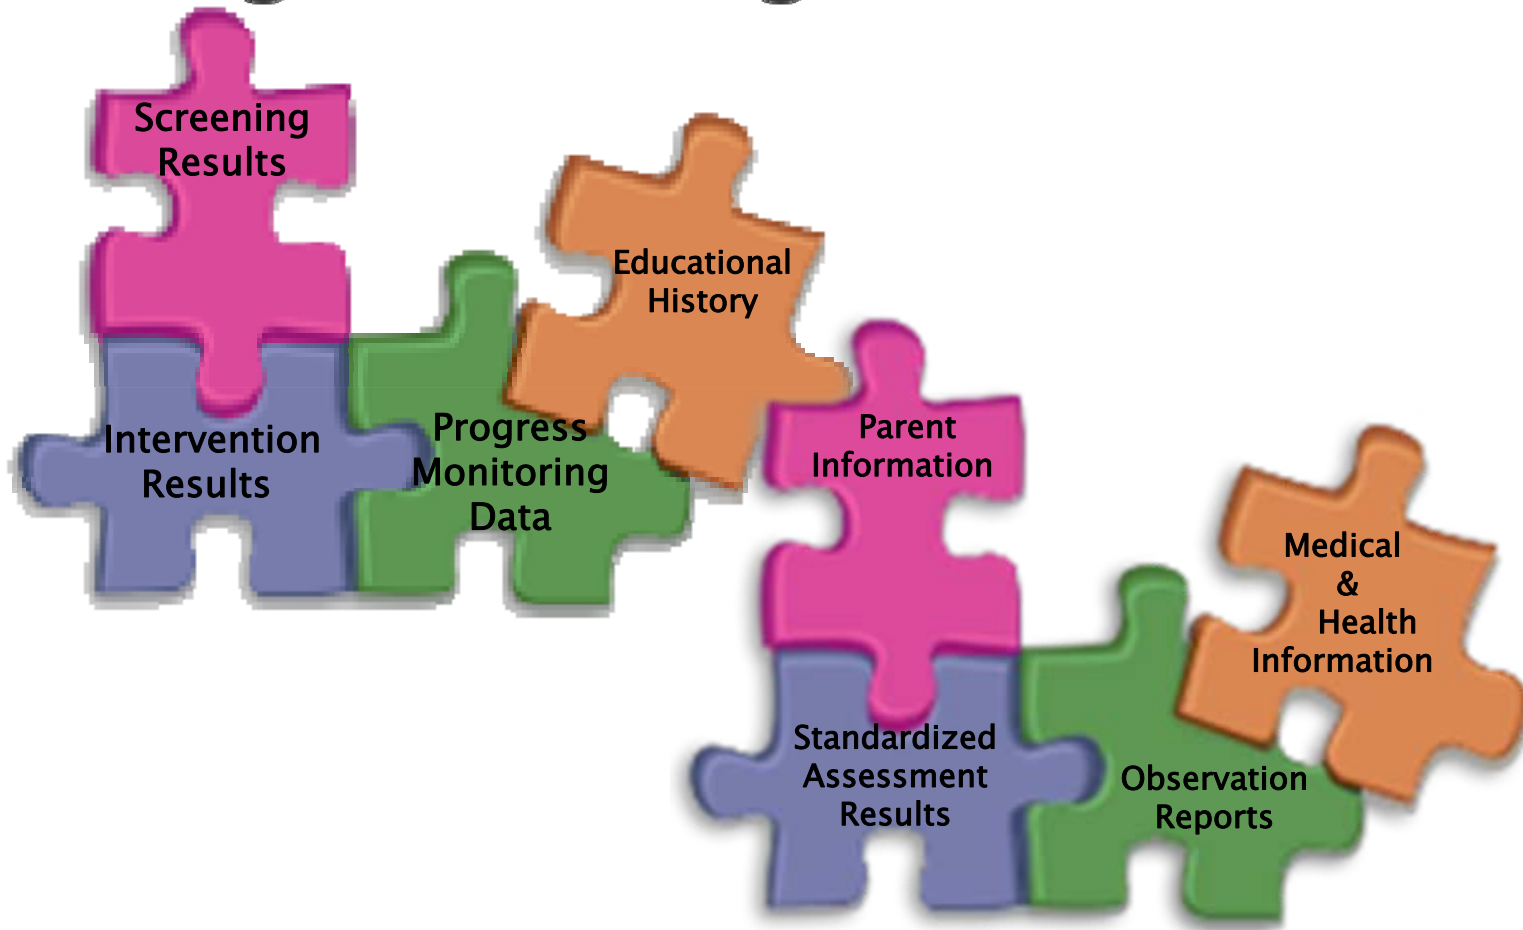 Screening
Results
Educational
History
Intervention
Results
Progress
Monitoring
Data
Parent
Information
Medical
&
Health
Information
Standardized
Assessment
Results
Observation
Reports